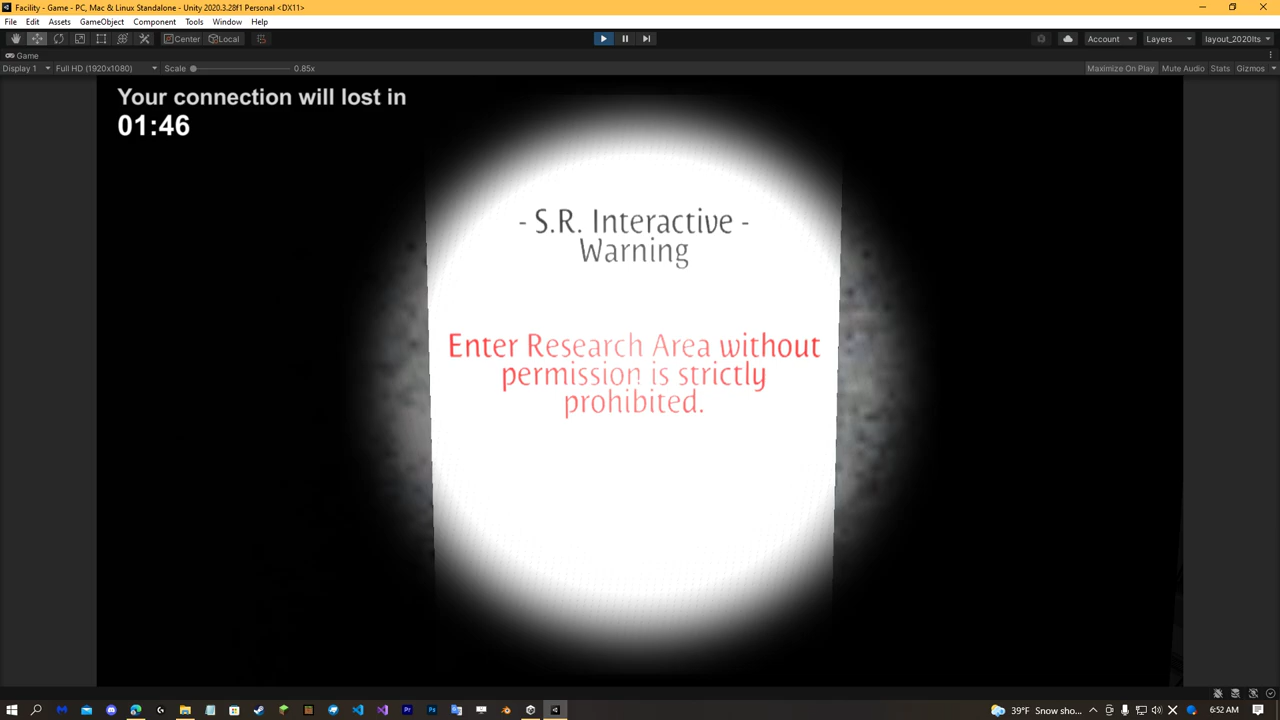 Facility - Game - PC, Mac & Linux Standalone - Unity 2020.3.28f1 Personal <DX11>
File Edit Assets GameObject Component Tools Window Help
Center Local Account Layers layout_2020lts
Game
Display 1 Full HD (1920x1080) Scale 0.85x Maximize On Play Mute Audio Stats Gizmos
Your connection will lost in
01:46
- S.R. Interactive -
Warning
Enter Research Area without
permission is strictly
prohibited.
39°F Snow sho... 6:52 AM